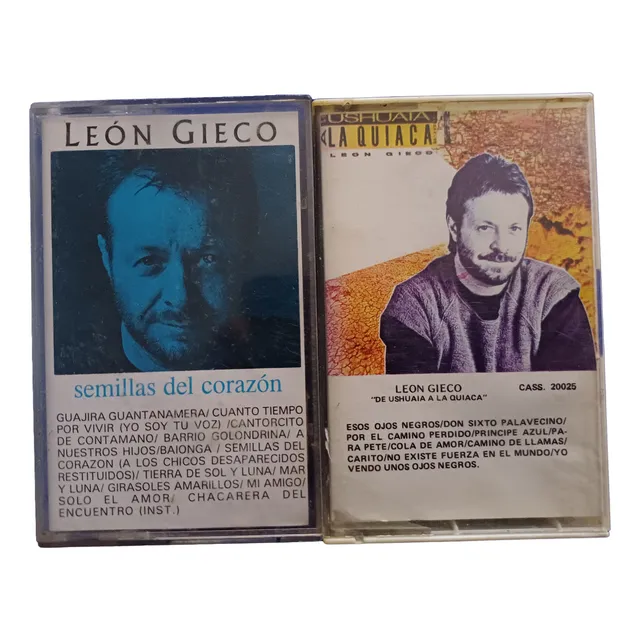 LEÓN GIECO
semillas del corazón
GUAJIRA GUANTANAMERA/ CUANTO TIEMPO
POR VIVIR (YO SOY TU VOZ) /CANTORCITO
DE CONTAMANO/ BARRIO GOLONDRINA/ A
NUESTROS HIJOS/BAIONGA / SEMILLAS DEL
CORAZON (A LOS CHICOS DESAPARECIDOS
RESTITUIDOS)/ TIERRA DE SOL Y LUNA/ MAR
Y LUNA/ GIRASOLES AMARILLOS/ MI AMIGO/
SOLO EL AMOR/ CHACARERA DEL
ENCUENTRO (INST.)
USHUAIA
A LA QUIACA
LEON GIECO
LEON GIECO CASS. 20025
"DE USHUAIA A LA QUIACA"
ESOS OJOS NEGROS/DON SIXTO PALAVECINO/
POR EL CAMINO PERDIDO/PRINCIPE AZUL/PA-
RA PETE/COLA DE AMOR/CAMINO DE LLAMAS/
CARITO/NO EXISTE FUERZA EN EL MUNDO/YO
VENDO UNOS OJOS NEGROS.